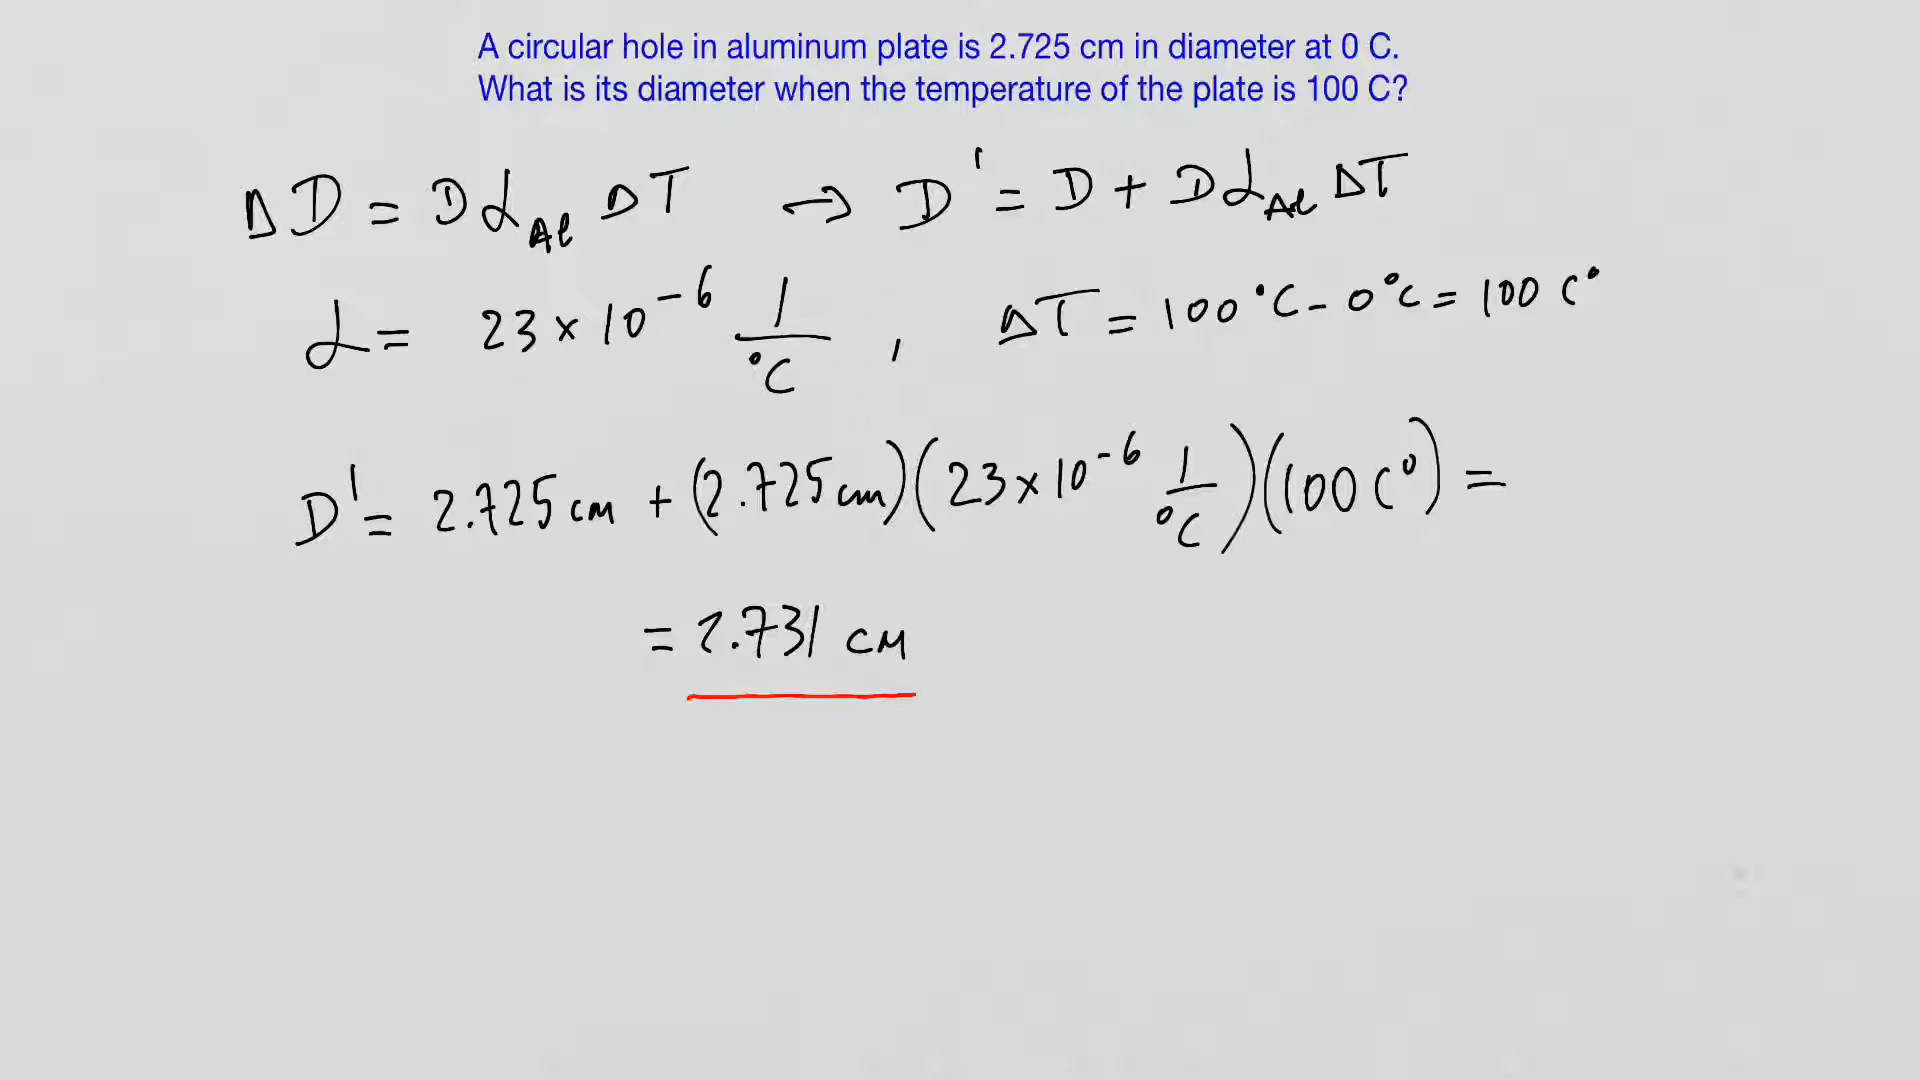 A circular hole in aluminum plate is 2.725 cm in diameter at 0 C.
What is its diameter when the temperature of the plate is 100 C?
ΔD = Dα_Al ΔT → D' = D + Dα_Al ΔT
α = 23 × 10^-6 1/°C , ΔT = 100°C - 0°C = 100 C°
D' = 2.725 cm + (2.725 cm)(23 × 10^-6 1/°C)(100 C°) =
= 2.731 cm